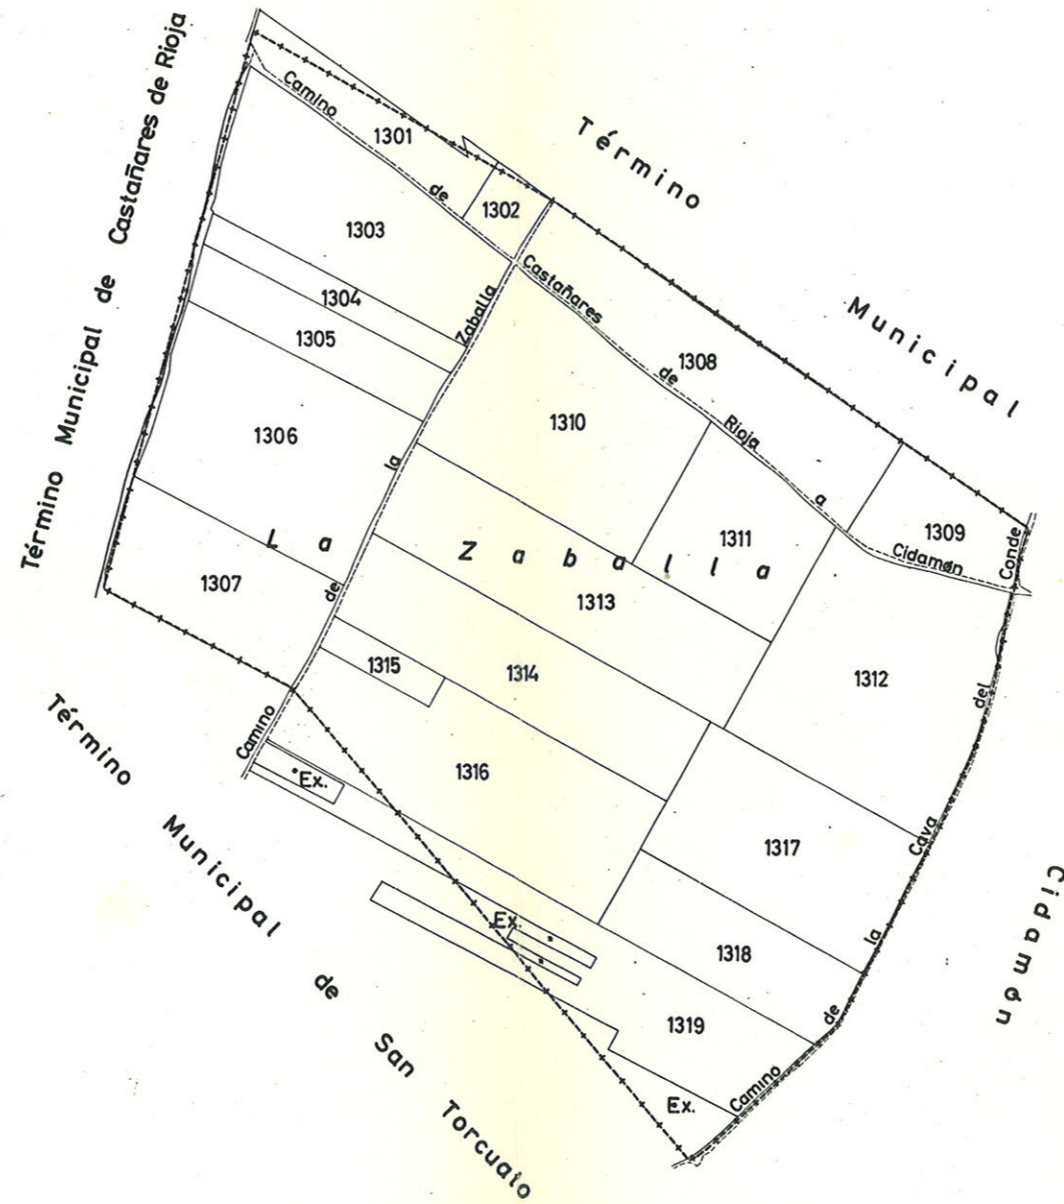 Término Municipal de Castañares de Rioja
Término Municipal
Cidamón
Término Municipal de San Torcuato
Camino de Castañares de Rioja a Cidamón
Camino de la Zaballa
Camino de la Cava del Conde
La Zaballa
1301
1302
1303
1304
1305
1306
1307
1308
1309
1310
1311
1312
1313
1314
1315
1316
1317
1318
1319
Ex.
Ex.
Ex.